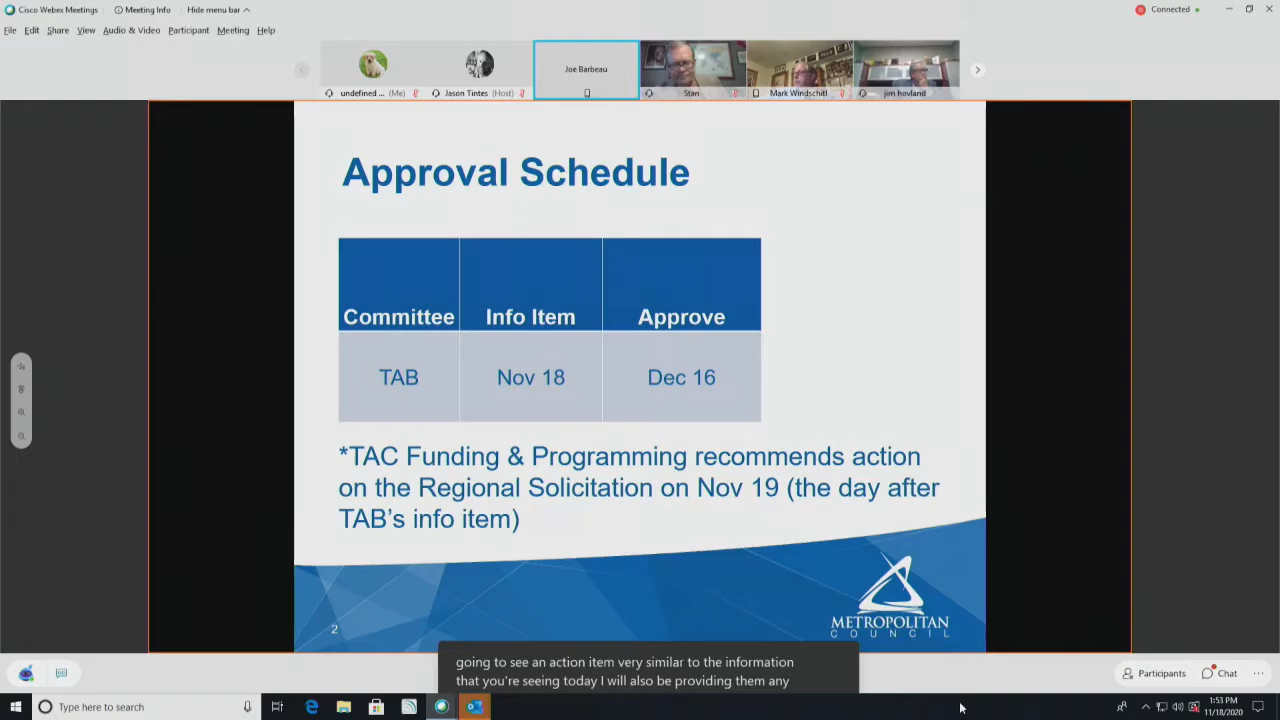 Cisco Webex Meetings
Meeting Info
Hide menu bar
Connected
File Edit Share View Audio & Video Participant Meeting Help
Joe Barbeau
undefined ... (Me)
Jason Tintes (Host)
Stan
Mark Windschitl
jim hovland
Approval Schedule
Committee Info Item Approve
TAB Nov 18 Dec 16
*TAC Funding & Programming recommends action
on the Regional Solicitation on Nov 19 (the day after
TAB's info item)
METROPOLITAN
COUNCIL
2
going to see an action item very similar to the information
that you're seeing today I will also be providing them any
Participants
Chat
Type here to search
1:53 PM
11/18/2020